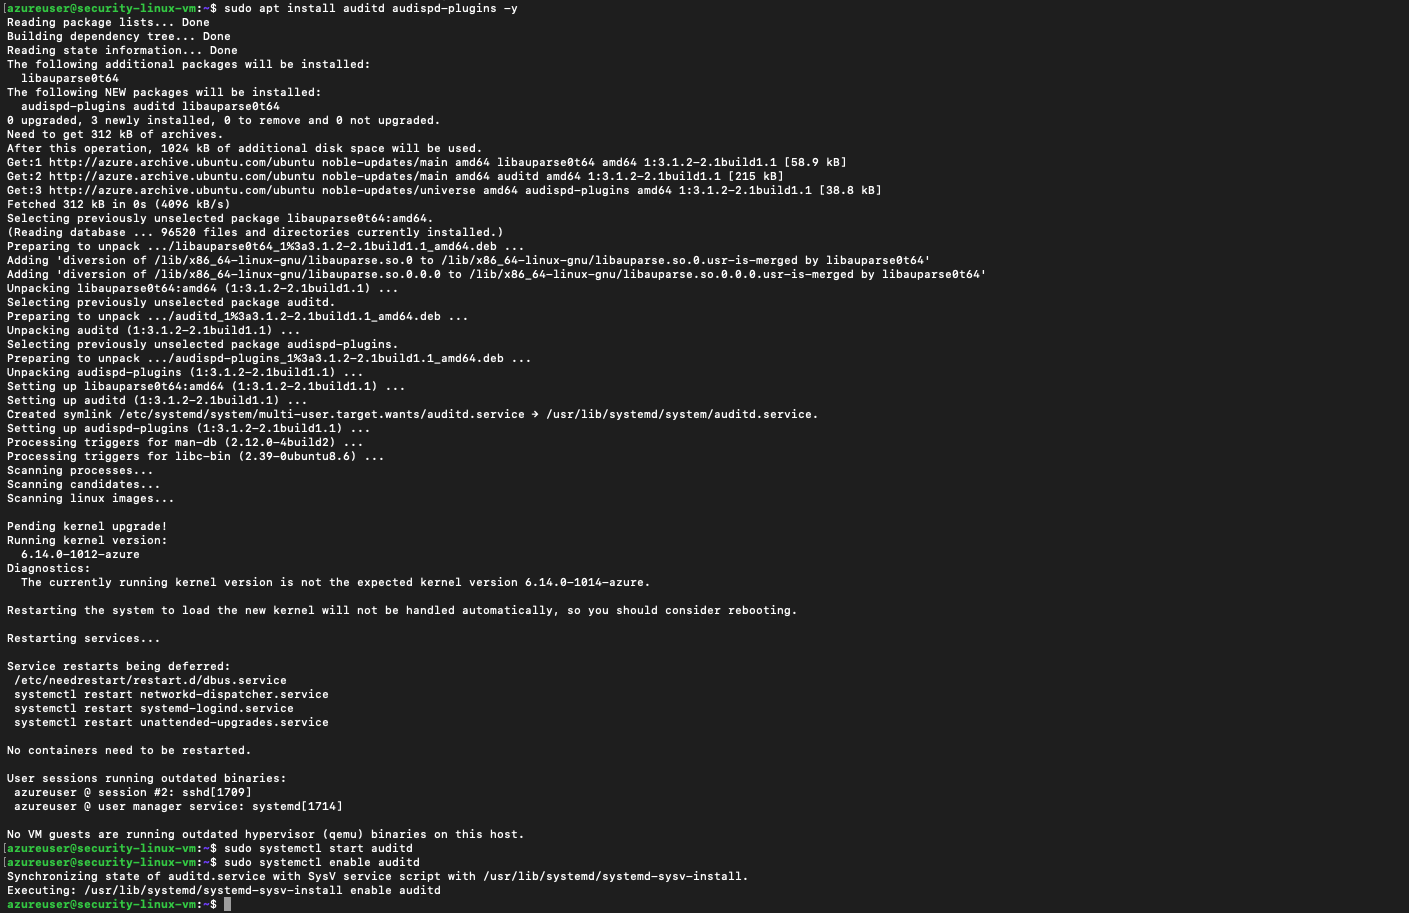 [azureuser@security-linux-vm:~$ sudo apt install auditd audispd-plugins -y
Reading package lists... Done
Building dependency tree... Done
Reading state information... Done
The following additional packages will be installed:
  libauparse0t64
The following NEW packages will be installed:
  audispd-plugins auditd libauparse0t64
0 upgraded, 3 newly installed, 0 to remove and 0 not upgraded.
Need to get 312 kB of archives.
After this operation, 1024 kB of additional disk space will be used.
Get:1 http://azure.archive.ubuntu.com/ubuntu noble-updates/main amd64 libauparse0t64 amd64 1:3.1.2-2.1build1.1 [58.9 kB]
Get:2 http://azure.archive.ubuntu.com/ubuntu noble-updates/main amd64 auditd amd64 1:3.1.2-2.1build1.1 [215 kB]
Get:3 http://azure.archive.ubuntu.com/ubuntu noble-updates/universe amd64 audispd-plugins amd64 1:3.1.2-2.1build1.1 [38.8 kB]
Fetched 312 kB in 0s (4096 kB/s)
Selecting previously unselected package libauparse0t64:amd64.
(Reading database ... 96520 files and directories currently installed.)
Preparing to unpack .../libauparse0t64_1%3a3.1.2-2.1build1.1_amd64.deb ...
Adding 'diversion of /lib/x86_64-linux-gnu/libauparse.so.0 to /lib/x86_64-linux-gnu/libauparse.so.0.usr-is-merged by libauparse0t64'
Adding 'diversion of /lib/x86_64-linux-gnu/libauparse.so.0.0.0 to /lib/x86_64-linux-gnu/libauparse.so.0.0.0.usr-is-merged by libauparse0t64'
Unpacking libauparse0t64:amd64 (1:3.1.2-2.1build1.1) ...
Selecting previously unselected package auditd.
Preparing to unpack .../auditd_1%3a3.1.2-2.1build1.1_amd64.deb ...
Unpacking auditd (1:3.1.2-2.1build1.1) ...
Selecting previously unselected package audispd-plugins.
Preparing to unpack .../audispd-plugins_1%3a3.1.2-2.1build1.1_amd64.deb ...
Unpacking audispd-plugins (1:3.1.2-2.1build1.1) ...
Setting up libauparse0t64:amd64 (1:3.1.2-2.1build1.1) ...
Setting up auditd (1:3.1.2-2.1build1.1) ...
Created symlink /etc/systemd/system/multi-user.target.wants/auditd.service → /usr/lib/systemd/system/auditd.service.
Setting up audispd-plugins (1:3.1.2-2.1build1.1) ...
Processing triggers for man-db (2.12.0-4build2) ...
Processing triggers for libc-bin (2.39-0ubuntu8.6) ...
Scanning processes...
Scanning candidates...
Scanning linux images...

Pending kernel upgrade!
Running kernel version:
  6.14.0-1012-azure
Diagnostics:
  The currently running kernel version is not the expected kernel version 6.14.0-1014-azure.

Restarting the system to load the new kernel will not be handled automatically, so you should consider rebooting.

Restarting services...

Service restarts being deferred:
 /etc/needrestart/restart.d/dbus.service
 systemctl restart networkd-dispatcher.service
 systemctl restart systemd-logind.service
 systemctl restart unattended-upgrades.service

No containers need to be restarted.

User sessions running outdated binaries:
 azureuser @ session #2: sshd[1709]
 azureuser @ user manager service: systemd[1714]

No VM guests are running outdated hypervisor (qemu) binaries on this host.
[azureuser@security-linux-vm:~$ sudo systemctl start auditd
[azureuser@security-linux-vm:~$ sudo systemctl enable auditd
Synchronizing state of auditd.service with SysV service script with /usr/lib/systemd/systemd-sysv-install.
Executing: /usr/lib/systemd/systemd-sysv-install enable auditd
azureuser@security-linux-vm:~$